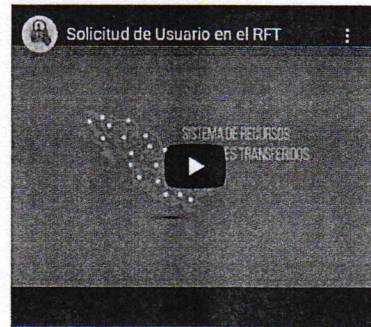 Solicitud de Usuario en el RFT
SISTEMA DE RECURSOS
ES TRANSFERIDOS